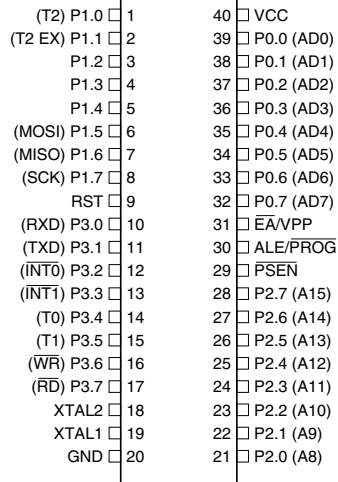 (T2) P1.0 1 40 VCC
(T2 EX) P1.1 2 39 P0.0 (AD0)
P1.2 3 38 P0.1 (AD1)
P1.3 4 37 P0.2 (AD2)
P1.4 5 36 P0.3 (AD3)
(MOSI) P1.5 6 35 P0.4 (AD4)
(MISO) P1.6 7 34 P0.5 (AD5)
(SCK) P1.7 8 33 P0.6 (AD6)
RST 9 32 P0.7 (AD7)
(RXD) P3.0 10 31 E̅A̅/VPP
(TXD) P3.1 11 30 ALE/P̅R̅O̅G̅
(I̅N̅T̅0̅) P3.2 12 29 P̅S̅E̅N̅
(I̅N̅T̅1̅) P3.3 13 28 P2.7 (A15)
(T0) P3.4 14 27 P2.6 (A14)
(T1) P3.5 15 26 P2.5 (A13)
(W̅R̅) P3.6 16 25 P2.4 (A12)
(R̅D̅) P3.7 17 24 P2.3 (A11)
XTAL2 18 23 P2.2 (A10)
XTAL1 19 22 P2.1 (A9)
GND 20 21 P2.0 (A8)